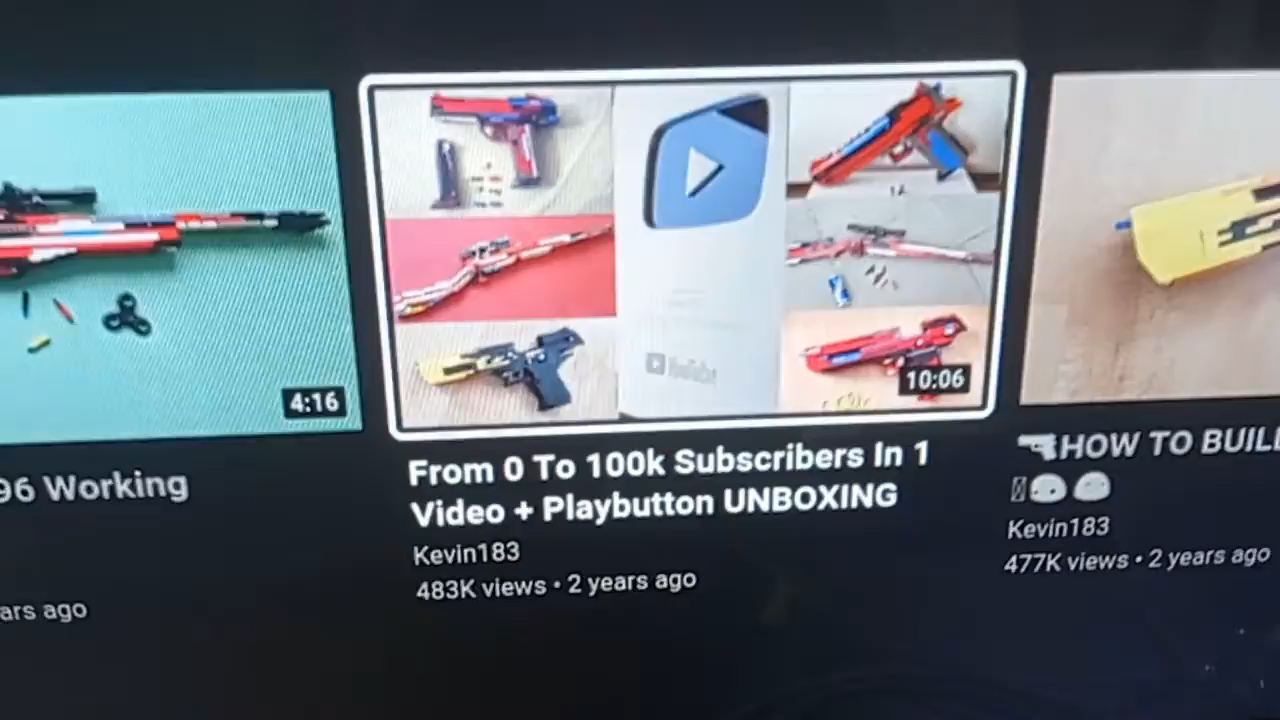 4:16
96 Working
ars ago
10:06
From 0 To 100k Subscribers In 1
Video + Playbutton UNBOXING
Kevin183
483K views • 2 years ago
YouTube
HOW TO BUIL
Kevin183
477K views • 2 years ago